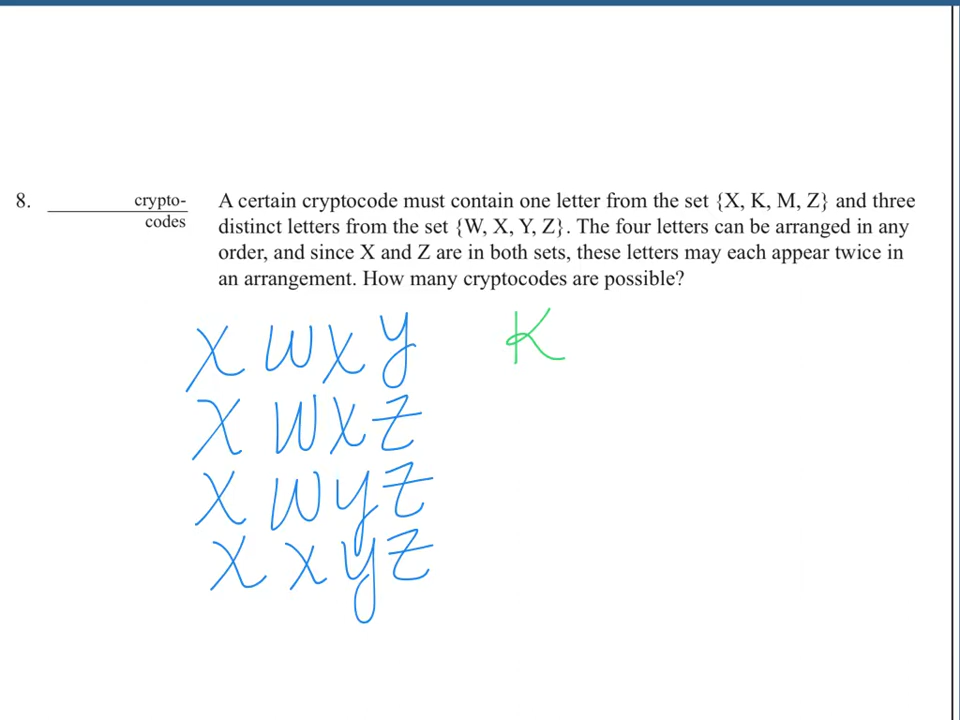 8. ________ crypto-codes
A certain cryptocode must contain one letter from the set {X, K, M, Z} and three
distinct letters from the set {W, X, Y, Z}. The four letters can be arranged in any
order, and since X and Z are in both sets, these letters may each appear twice in
an arrangement. How many cryptocodes are possible?
X W X Y K
X W X Z
X W Y Z
X X Y Z